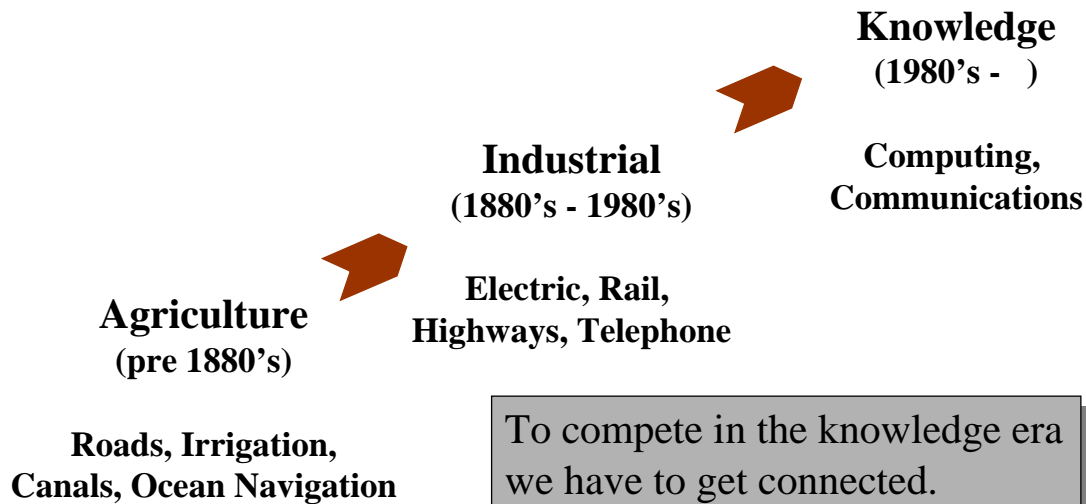 Knowledge
(1980's -   )
Computing,
Communications
Industrial
(1880's - 1980's)
Electric, Rail,
Highways, Telephone
Agriculture
(pre 1880's)
Roads, Irrigation,
Canals, Ocean Navigation
To compete in the knowledge era
we have to get connected.